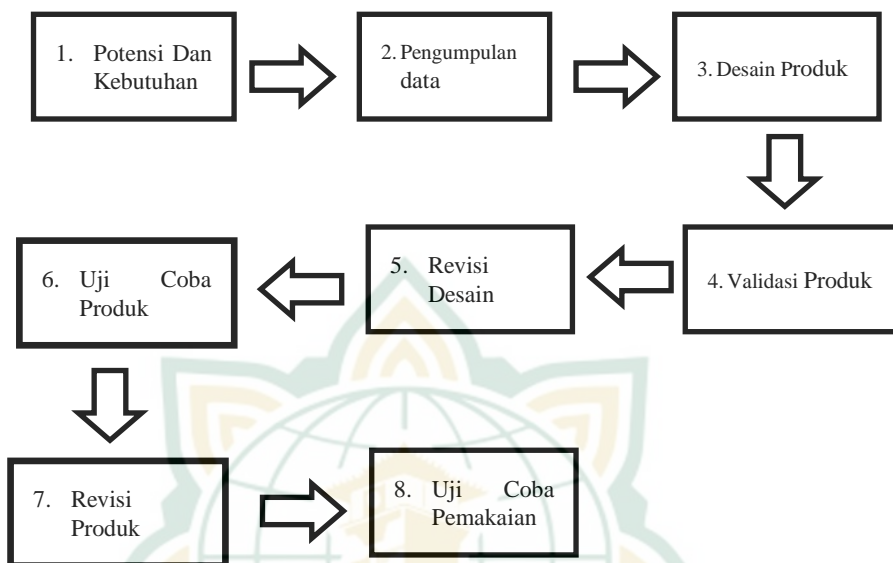 1. Potensi Dan
Kebutuhan
2. Pengumpulan
data
3. Desain Produk
4. Validasi Produk
5. Revisi
Desain
6. Uji Coba
Produk
7. Revisi
Produk
8. Uji Coba
Pemakaian